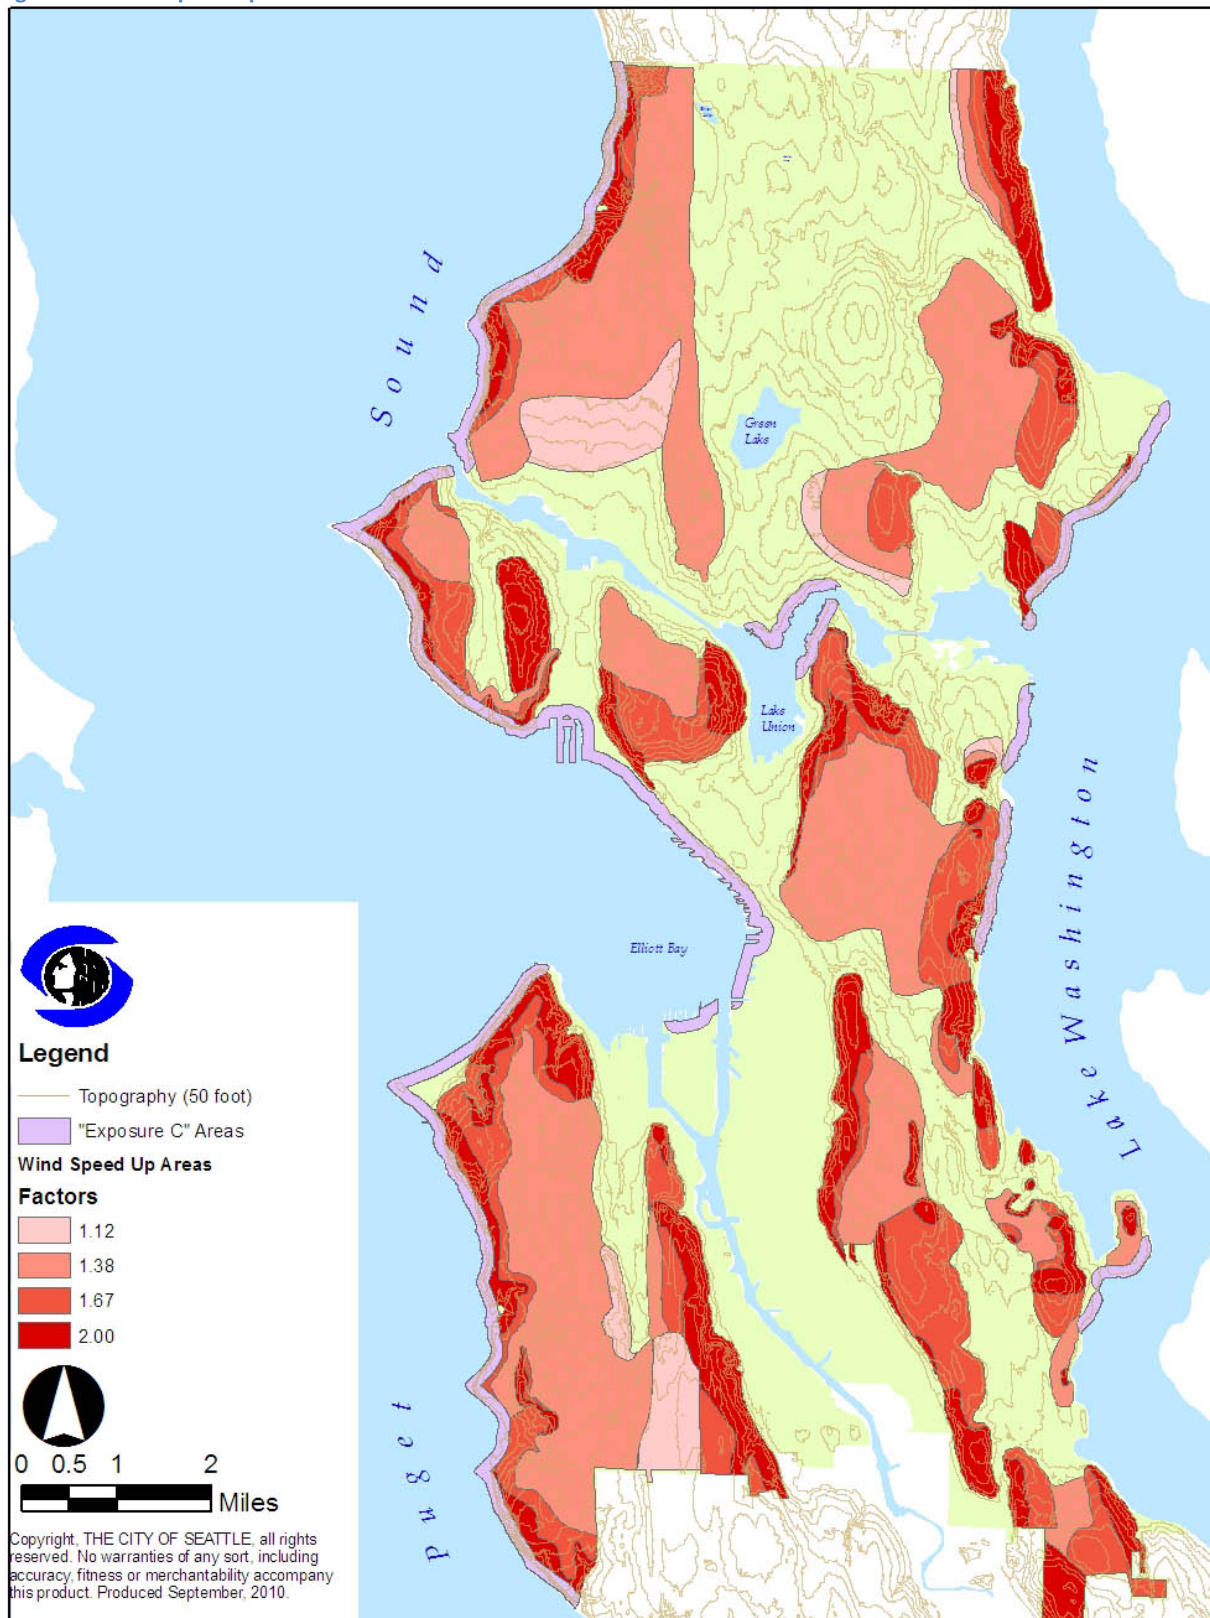 Sound
Green
Lake
Lake
Union
Elliott Bay
Lake Washington
Puget
Legend
Topography (50 foot)
"Exposure C" Areas
Wind Speed Up Areas
Factors
1.12
1.38
1.67
2.00
0 0.5 1 2
Miles
Copyright, THE CITY OF SEATTLE, all rights
reserved. No warranties of any sort, including
accuracy, fitness or merchantability accompany
this product. Produced September, 2010.